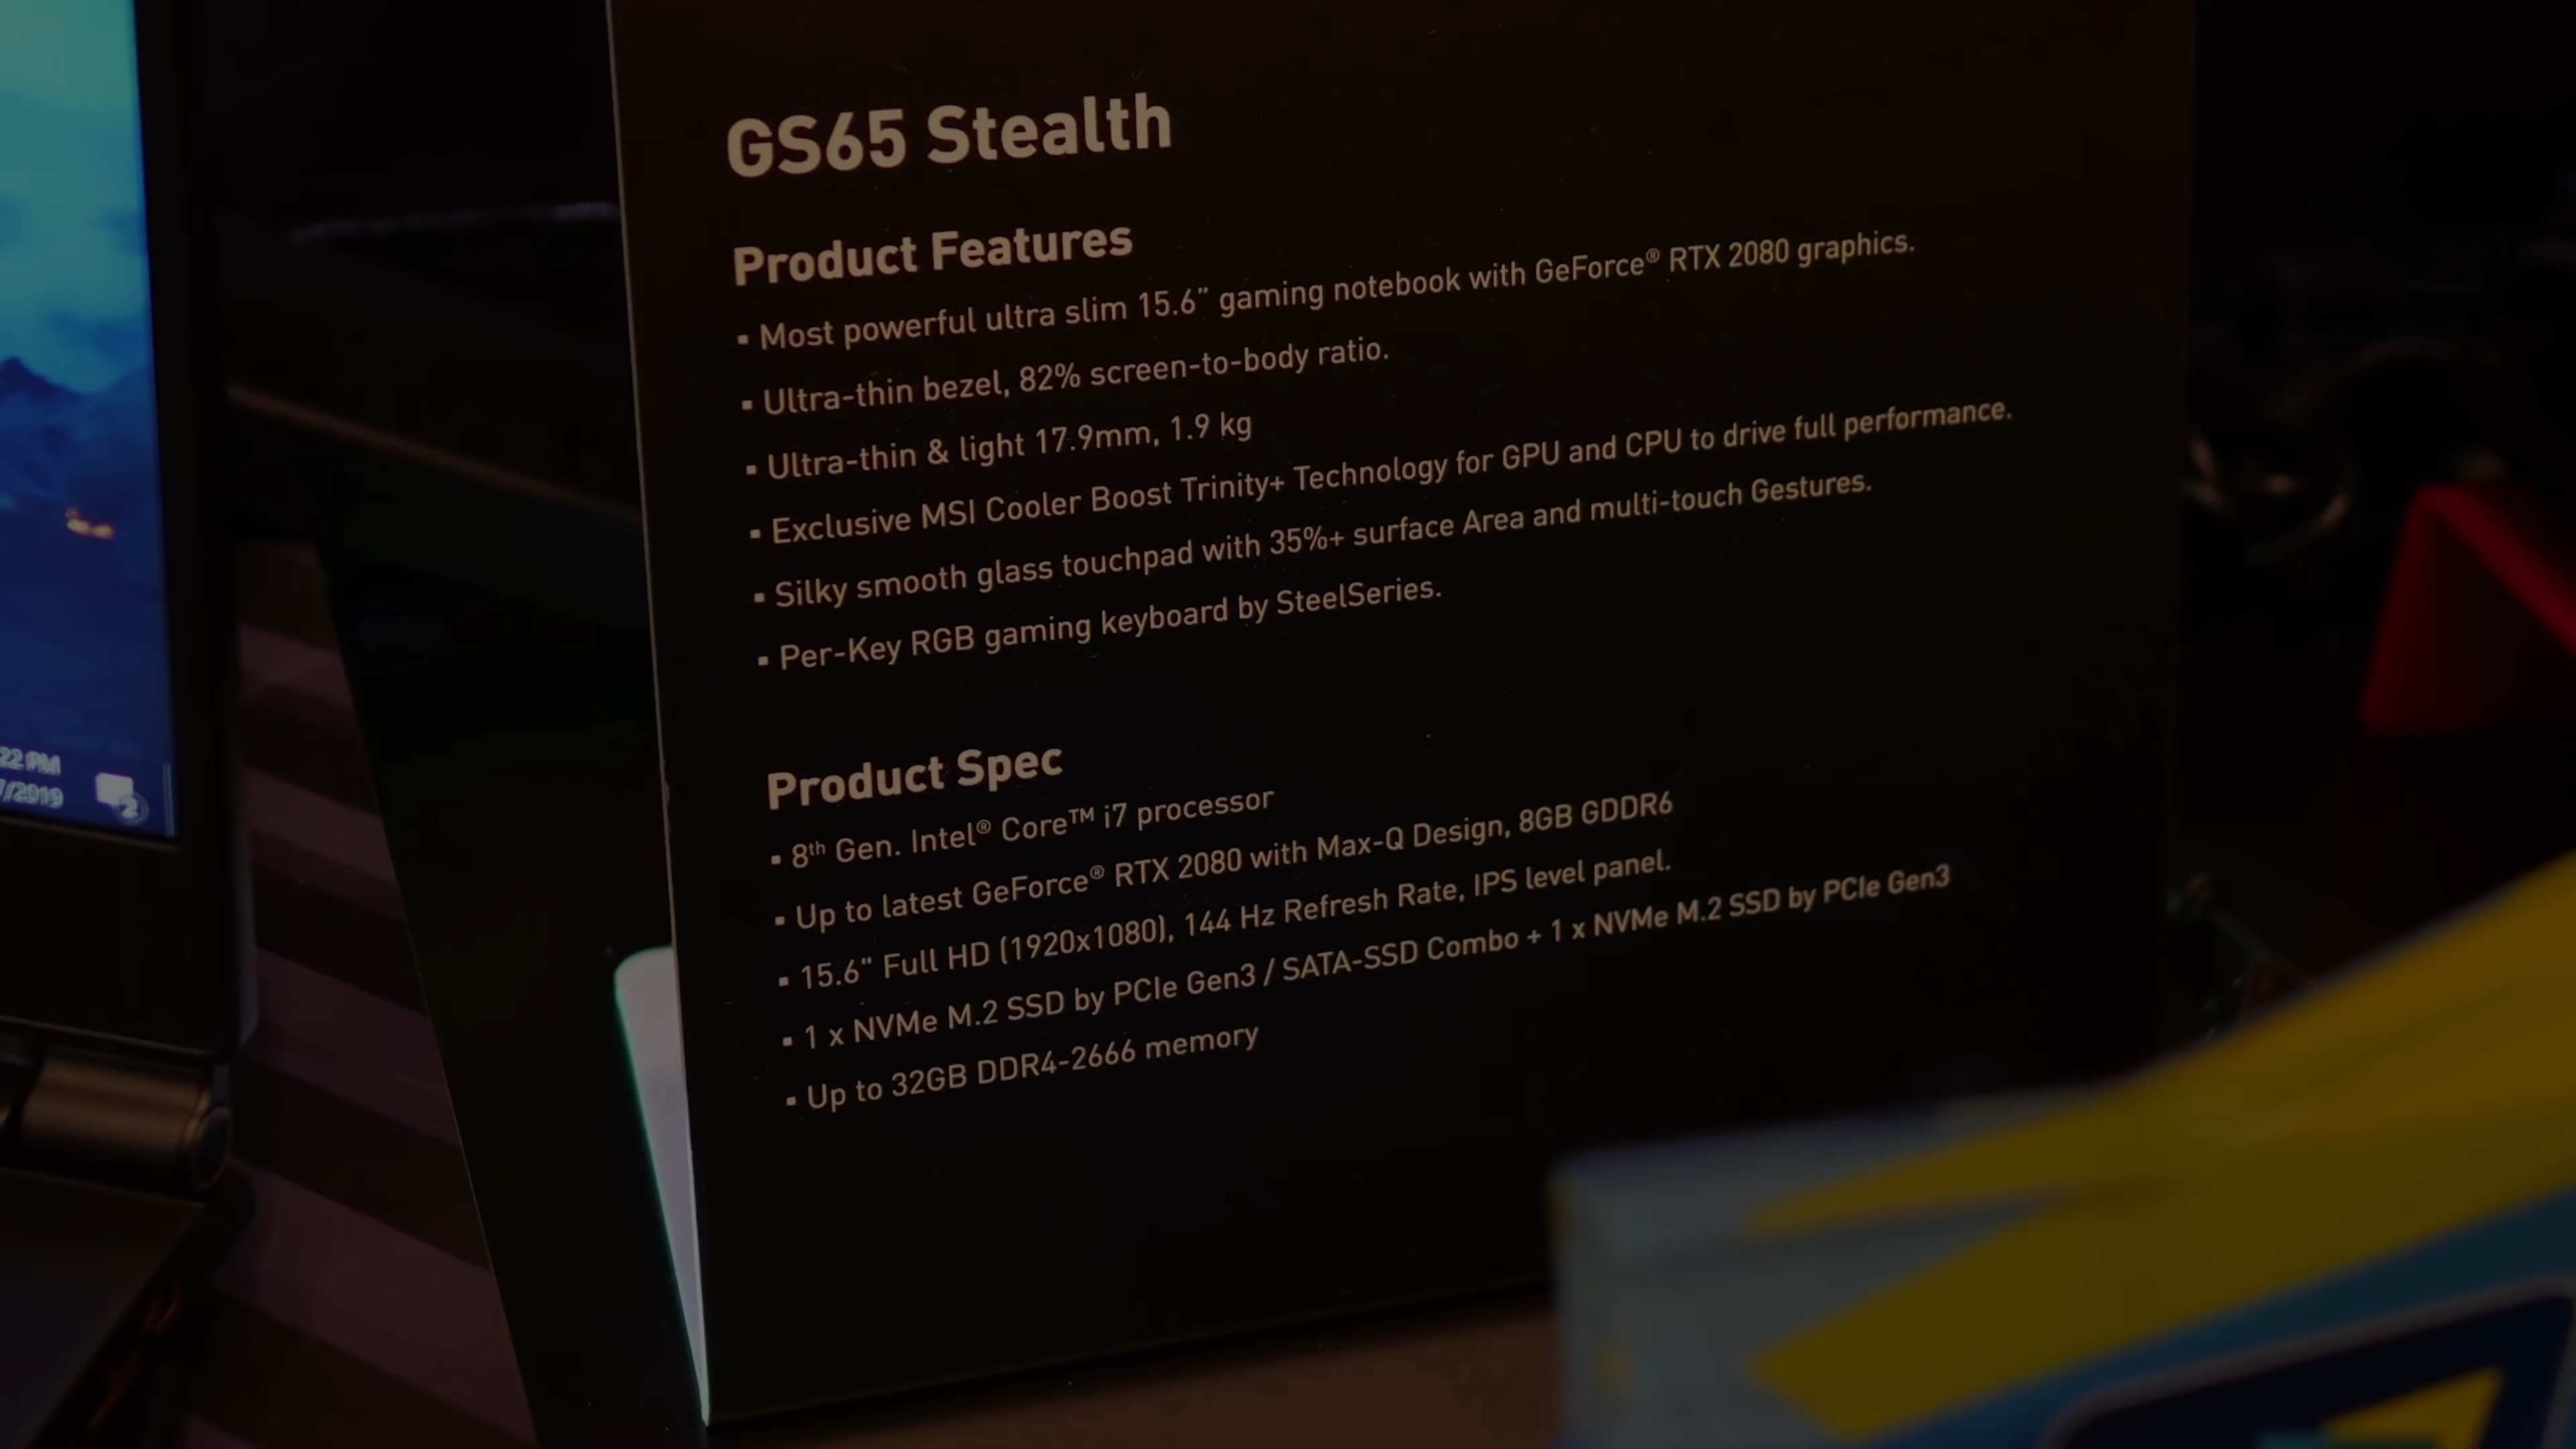 GS65 Stealth
Product Features
▪ Most powerful ultra slim 15.6" gaming notebook with GeForce® RTX 2080 graphics.
▪ Ultra-thin bezel, 82% screen-to-body ratio.
▪ Ultra-thin & light 17.9mm, 1.9 kg
▪ Exclusive MSI Cooler Boost Trinity+ Technology for GPU and CPU to drive full performance.
▪ Silky smooth glass touchpad with 35%+ surface Area and multi-touch Gestures.
▪ Per-Key RGB gaming keyboard by SteelSeries.
Product Spec
▪ 8th Gen. Intel® Core™ i7 processor
▪ Up to latest GeForce® RTX 2080 with Max-Q Design, 8GB GDDR6
▪ 15.6" Full HD (1920x1080), 144 Hz Refresh Rate, IPS level panel.
▪ 1 x NVMe M.2 SSD by PCIe Gen3 / SATA-SSD Combo + 1 x NVMe M.2 SSD by PCIe Gen3
▪ Up to 32GB DDR4-2666 memory
22 PM
7/2019
2